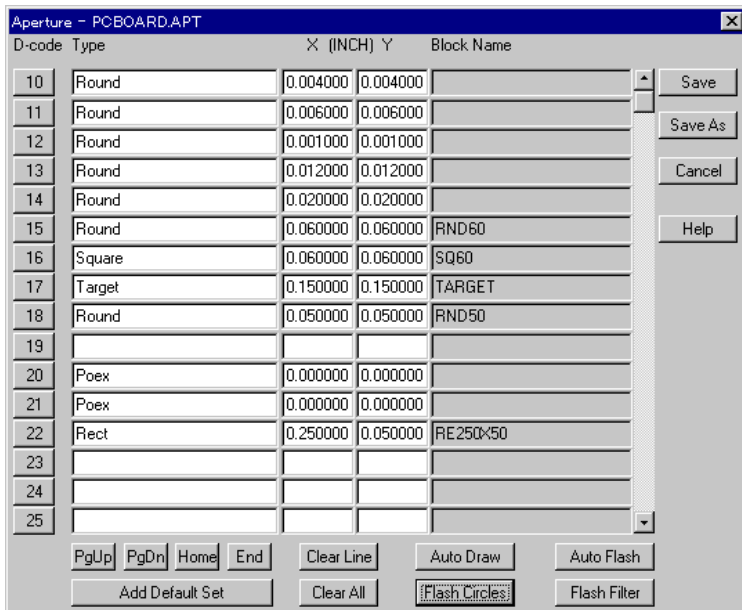 Aperture - PCBOARD.APT
D-code Type X (INCH) Y Block Name
10 Round 0.004000 0.004000 Save
11 Round 0.006000 0.006000
Save As
12 Round 0.001000 0.001000
13 Round 0.012000 0.012000 Cancel
14 Round 0.020000 0.020000
15 Round 0.060000 0.060000 RND60 Help
16 Square 0.060000 0.060000 SQ60
17 Target 0.150000 0.150000 TARGET
18 Round 0.050000 0.050000 RND50
19
20 Poex 0.000000 0.000000
21 Poex 0.000000 0.000000
22 Rect 0.250000 0.050000 RE250X50
23
24
25
PgUp PgDn Home End Clear Line Auto Draw Auto Flash
Add Default Set Clear All Flash Circles Flash Filter